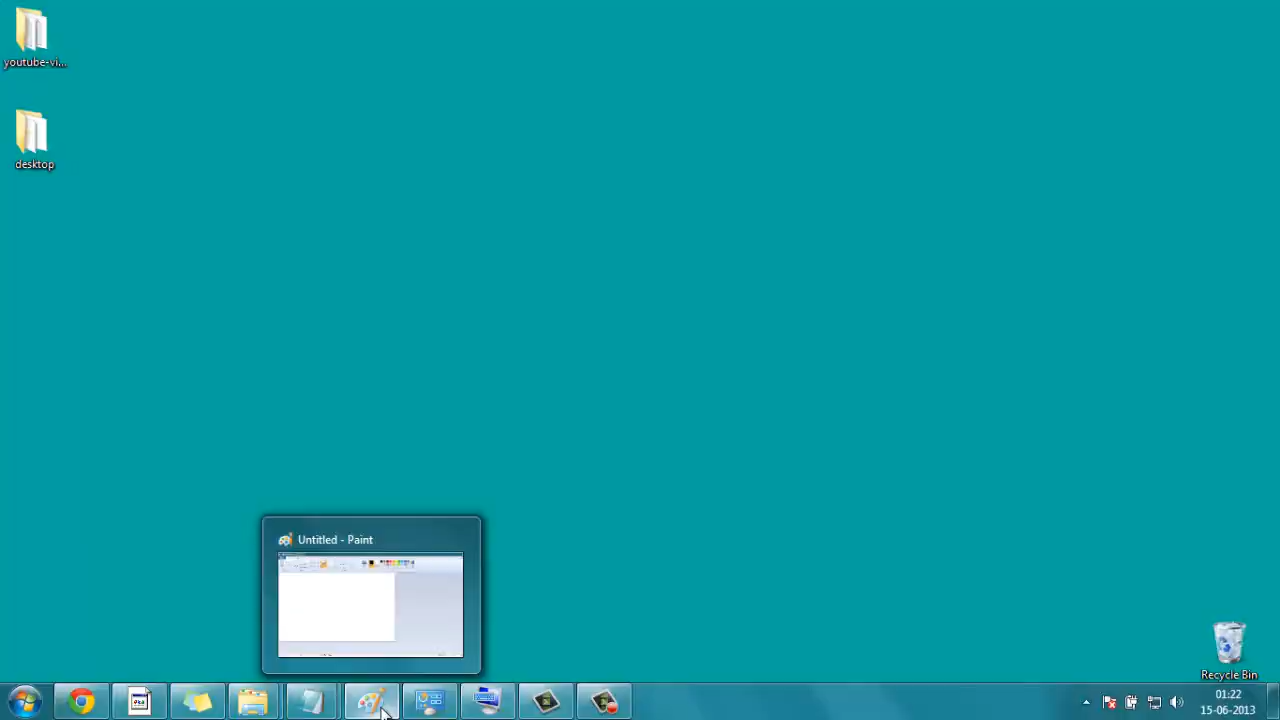 youtube-vi...
desktop
Untitled - Paint
Recycle Bin
01:22
15-06-2013